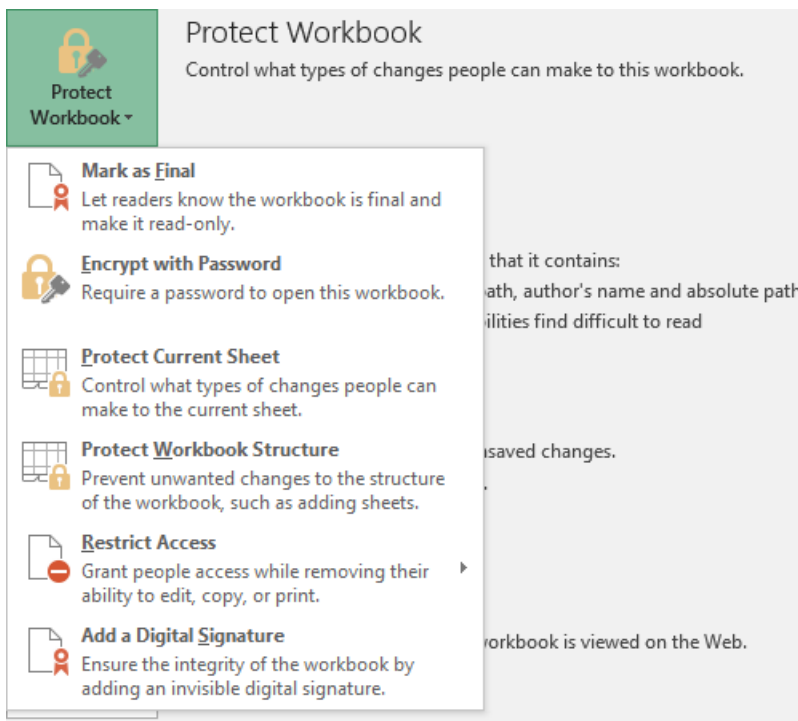 Protect Workbook
Control what types of changes people can make to this workbook.
Protect
Workbook
Mark as Final
Let readers know the workbook is final and
make it read-only.
Encrypt with Password
Require a password to open this workbook.
Protect Current Sheet
Control what types of changes people can
make to the current sheet.
Protect Workbook Structure
Prevent unwanted changes to the structure
of the workbook, such as adding sheets.
Restrict Access
Grant people access while removing their
ability to edit, copy, or print.
Add a Digital Signature
Ensure the integrity of the workbook by
adding an invisible digital signature.
that it contains:
author's name and absolute path
find difficult to read
changes.
workbook is viewed on the Web.